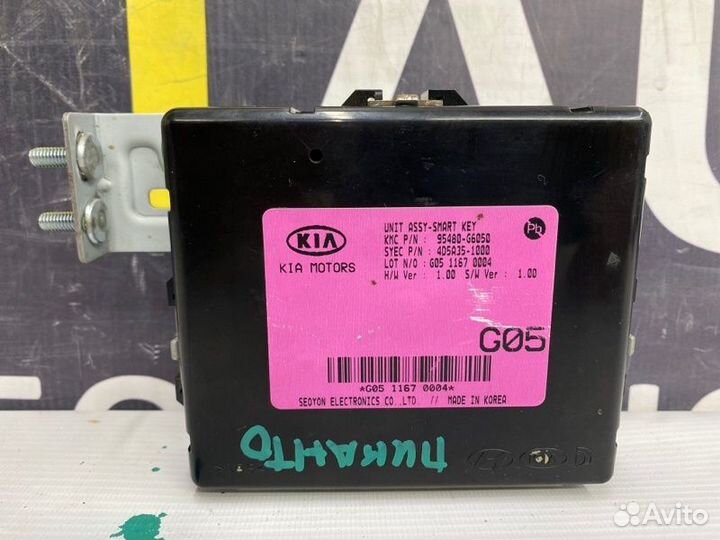 KIA
KIA MOTORS
UNIT ASSY-SMART KEY
KMC P/N : 95480-G6050
SYEC P/N : 4D5A35-1000
LOT N/O : G05 1167 0004
H/W Ver : 1.00 S/W Ver : 1.00
Pb
G05
*G05 1167 0004*
SEOYON ELECTRONICS CO.,LTD. // MADE IN KOREA
ПИКАНТО
Avito